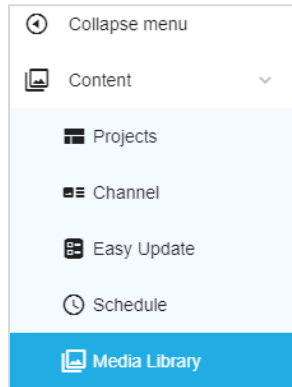 Collapse menu
Content
Projects
Channel
Easy Update
Schedule
Media Library